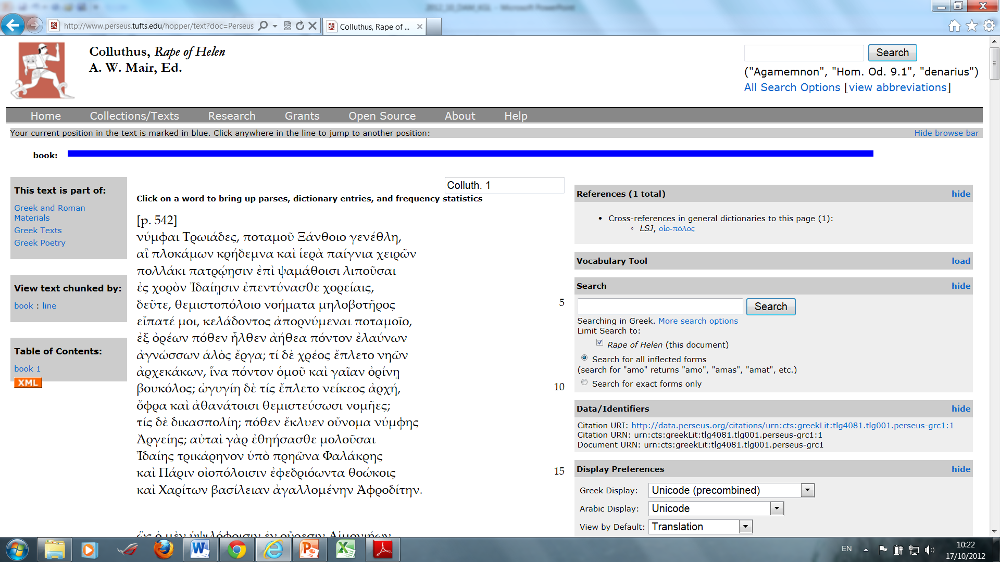 2012_10_DAM_KGL - Microsoft PowerPoint
http://www.perseus.tufts.edu/hopper/text?doc=Perseus
Colluthus, Rape of ...
Colluthus, Rape of Helen
A. W. Mair, Ed.
Search
("Agamemnon", "Hom. Od. 9.1", "denarius")
All Search Options [view abbreviations]
Home Collections/Texts Research Grants Open Source About Help
Your current position in the text is marked in blue. Click anywhere in the line to jump to another position:
Hide browse bar
book:
This text is part of:
Greek and Roman
Materials
Greek Texts
Greek Poetry
View text chunked by:
book : line
Table of Contents:
book 1
XML
Colluth. 1
Click on a word to bring up parses, dictionary entries, and frequency statistics
[p. 542]
νύμφαι Τρωιάδες, ποταμοῦ Ξάνθοιο γενέθλη,
αἳ πλοκάμων κρήδεμνα καὶ ἱερὰ παίγνια χειρῶν
πολλάκι πατρῴῃσιν ἐπὶ ψαμάθοισι λιποῦσαι
ἐς χορὸν Ἰδαίῃσιν ἐπεντύνασθε χορείαις,
δεῦτε, θεμιστοπόλοιο νοήματα μηλοβοτῆρος 5
εἴπατέ μοι, κελάδοντος ἀπορνύμεναι ποταμοῖο,
ἐξ ὀρέων πόθεν ἦλθεν ἀήθεα πόντον ἐλαύνων
ἀγνώσσων ἁλὸς ἔργα; τί δὲ χρέος ἔπλετο νηῶν
ἀρχεκάκων, ἵνα πόντον ὁμοῦ καὶ γαῖαν ὀρίνῃ
βουκόλος; ὠγυγίη δὲ τίς ἔπλετο νείκεος ἀρχή, 10
ὄφρα καὶ ἀθανάτοισι θεμιστεύσωσι νομῆες;
τίς δὲ δικασπολίη; πόθεν ἔκλυεν οὔνομα νύμφης
Ἀργείης; αὐταὶ γὰρ ἐθηήσασθε μολοῦσαι
Ἰδαίης τρικάρηνον ὑπὸ πρηῶνα Φαλάκρης
καὶ Πάριν οἰοπόλοισιν ἐφεδριόωντα θοώκοις 15
καὶ Χαρίτων βασίλειαν ἀγαλλομένην Ἀφροδίτην.
ὣς ὁ μὲν ὑψιλόφοισιν ἐν οὔρεσιν Αἱμονιήων
References (1 total)
hide
• Cross-references in general dictionaries to this page (1):
◦ LSJ, οἰο-πόλος
Vocabulary Tool
load
Search
hide
Search
Searching in Greek. More search options
Limit Search to:
Rape of Helen (this document)
Search for all inflected forms
(search for "amo" returns "amo", "amas", "amat", etc.)
Search for exact forms only
Data/Identifiers
hide
Citation URI: http://data.perseus.org/citations/urn:cts:greekLit:tlg4081.tlg001.perseus-grc1:1
Citation URN: urn:cts:greekLit:tlg4081.tlg001.perseus-grc1:1
Document URN: urn:cts:greekLit:tlg4081.tlg001.perseus-grc1
Display Preferences
hide
Greek Display: Unicode (precombined)
Arabic Display: Unicode
View by Default: Translation
EN
10:22
17/10/2012